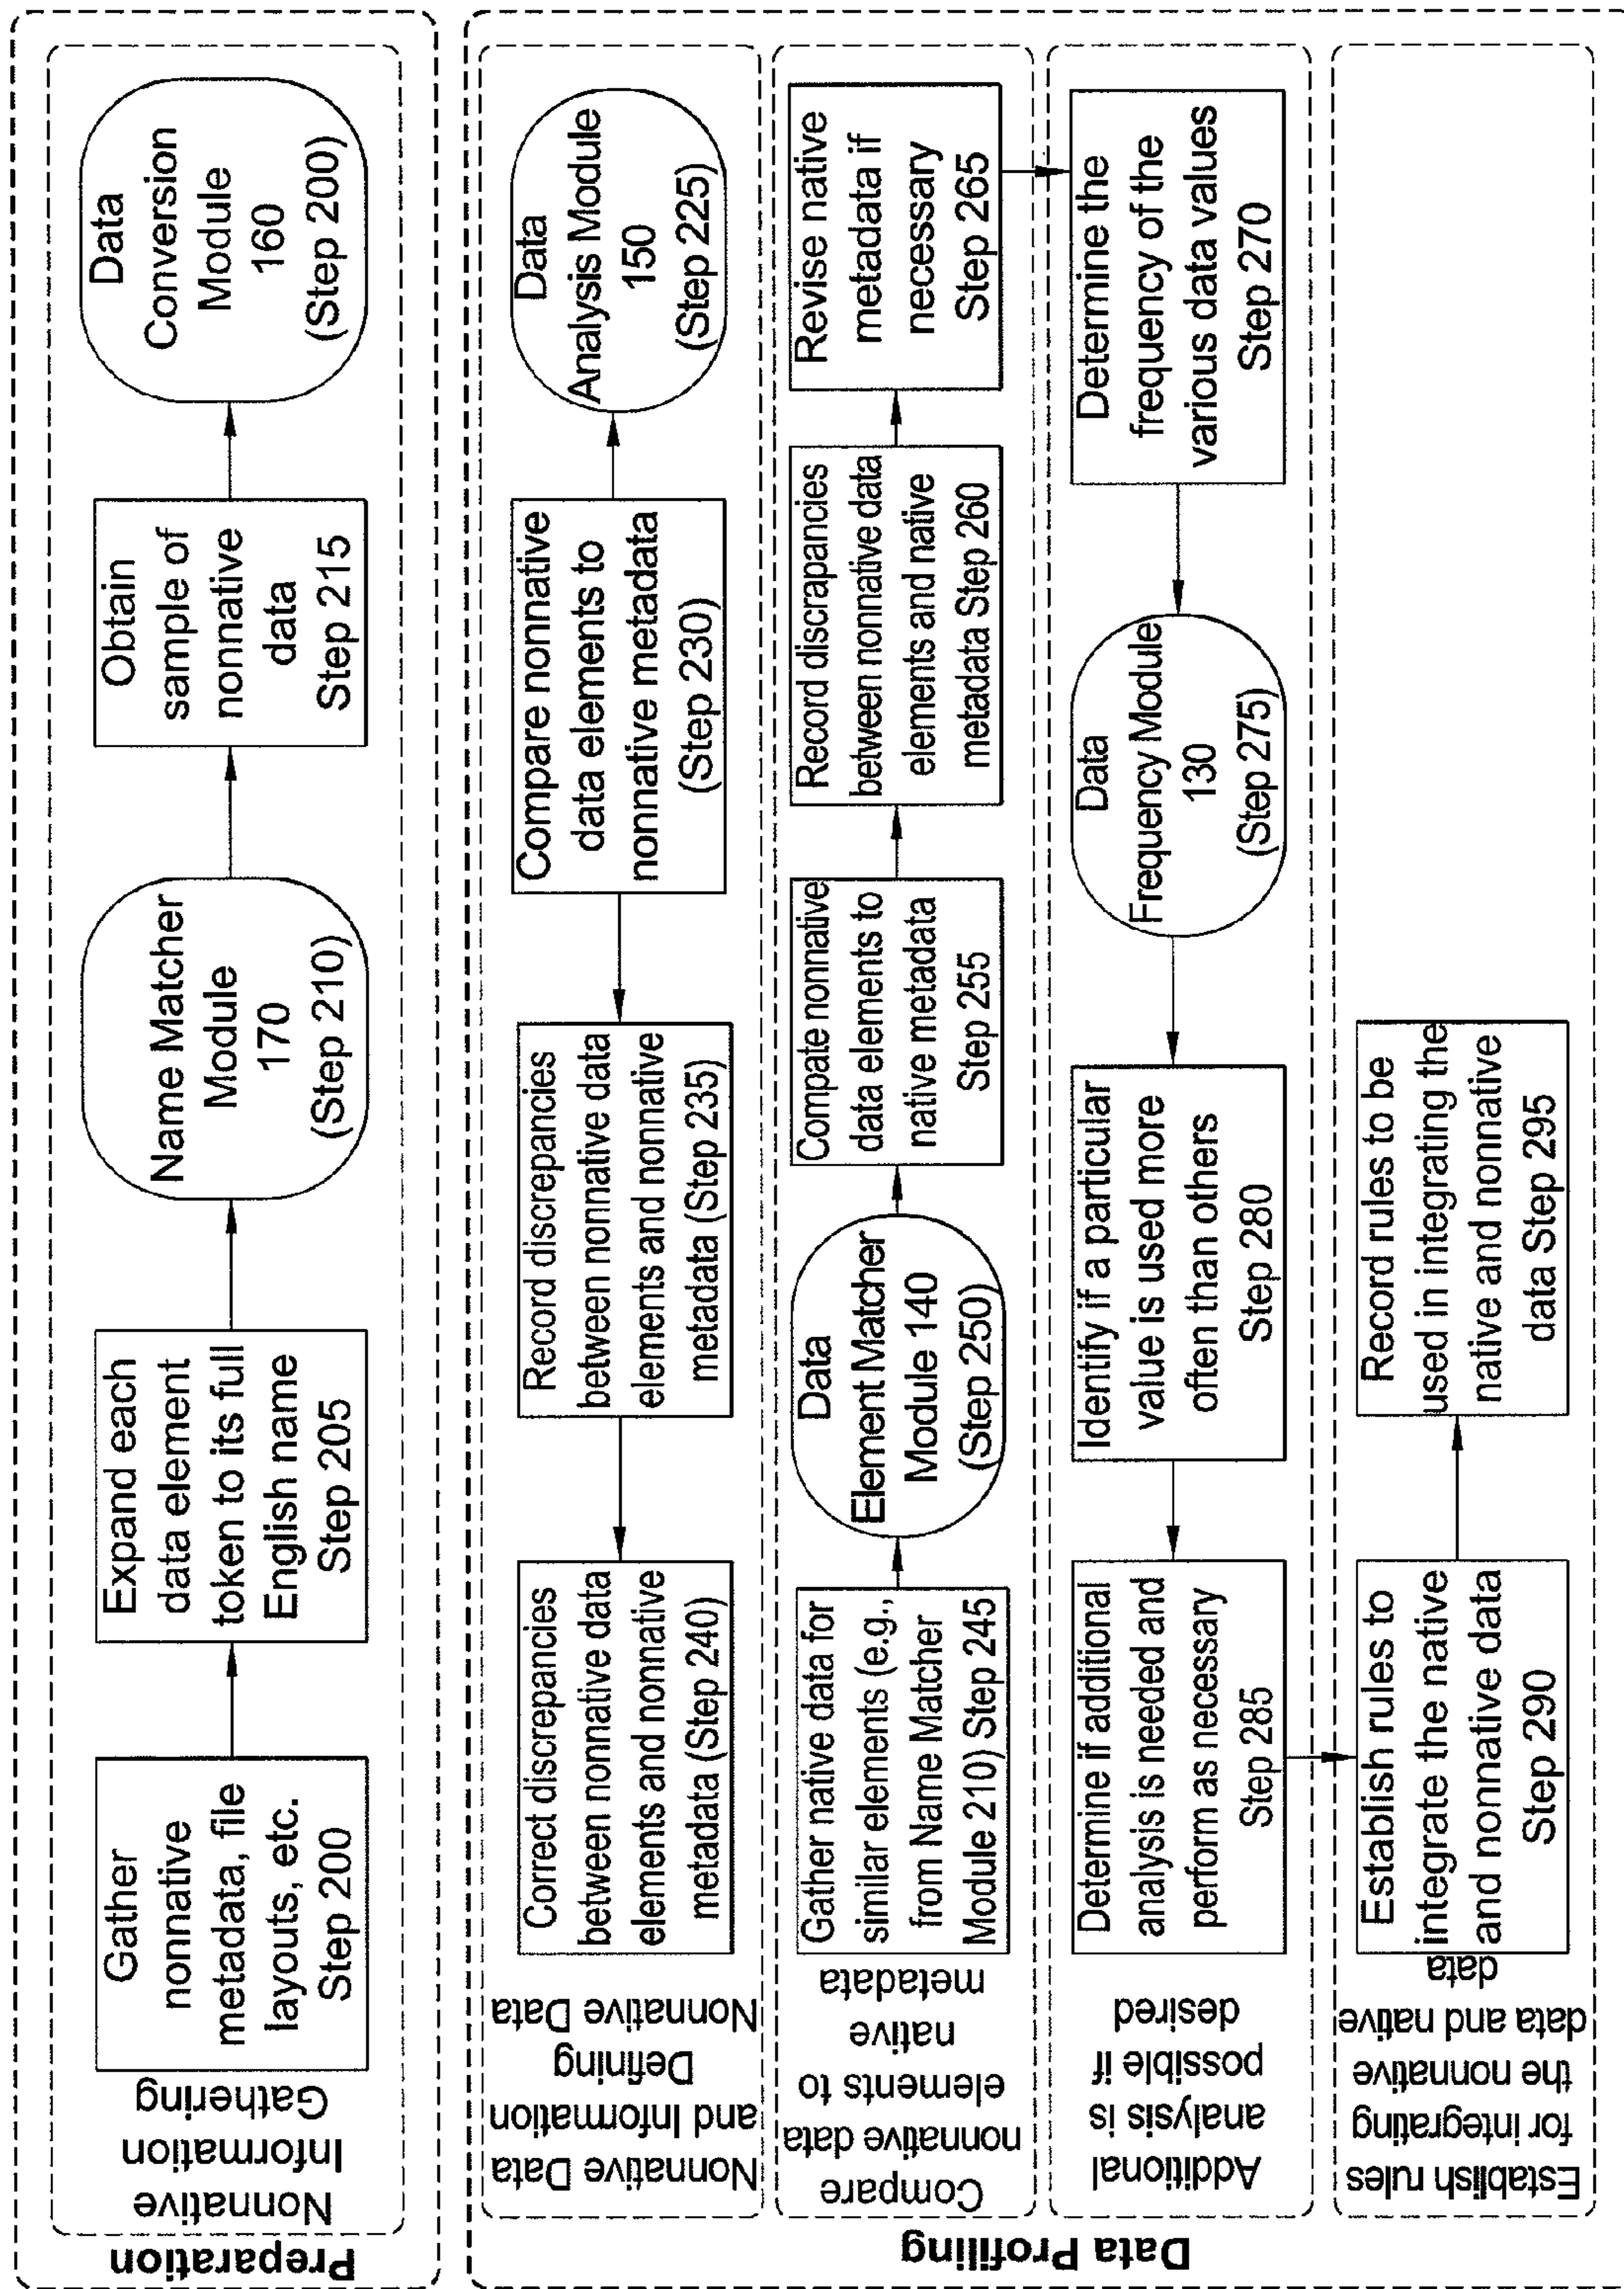 Preparation
Nonnative
Information
Gathering
Gather
nonnative
metadata, file
layouts, etc.
Step 200
Expand each
data element
token to its full
English name
Step 205
Name Matcher
Module
170
(Step 210)
Obtain
sample of
nonnative
data
Step 215
Data
Conversion
Module
160
(Step 200)
Data Profiling
Nonnative Data
and Information
Defining
Nonnative Data
Correct discrepancies
between nonnative data
elements and nonnative
metadata (Step 240)
Record discrepancies
between nonnative data
elements and nonnative
metadata (Step 235)
Compare nonnative
data elements to
nonnative metadata
(Step 230)
Data
Analysis Module
150
(Step 225)
Compare
nonnative data
elements to
native
metadata
Gather native data for
similar elements (e.g.,
from Name Matcher
Module 210) Step 245
Data
Element Matcher
Module 140
(Step 250)
Compate nonnative
data elements to
native metadata
Step 255
Record discrapancies
between nonnative data
elements and native
metadata Step 260
Revise native
metadata if
necessary
Step 265
Additional
analysis is
possible if
desired
Determine if additional
analysis is needed and
perform as necessary
Step 285
Identify if a particular
value is used more
often than others
Step 280
Data
Frequency Module
130
(Step 275)
Determine the
frequency of the
various data values
Step 270
Establish rules
for integrating
the nonnative
data and native
data
Establish rules to
integrate the native
and nonnative data
Step 290
Record rules to be
used in integrating the
native and nonnative
data Step 295